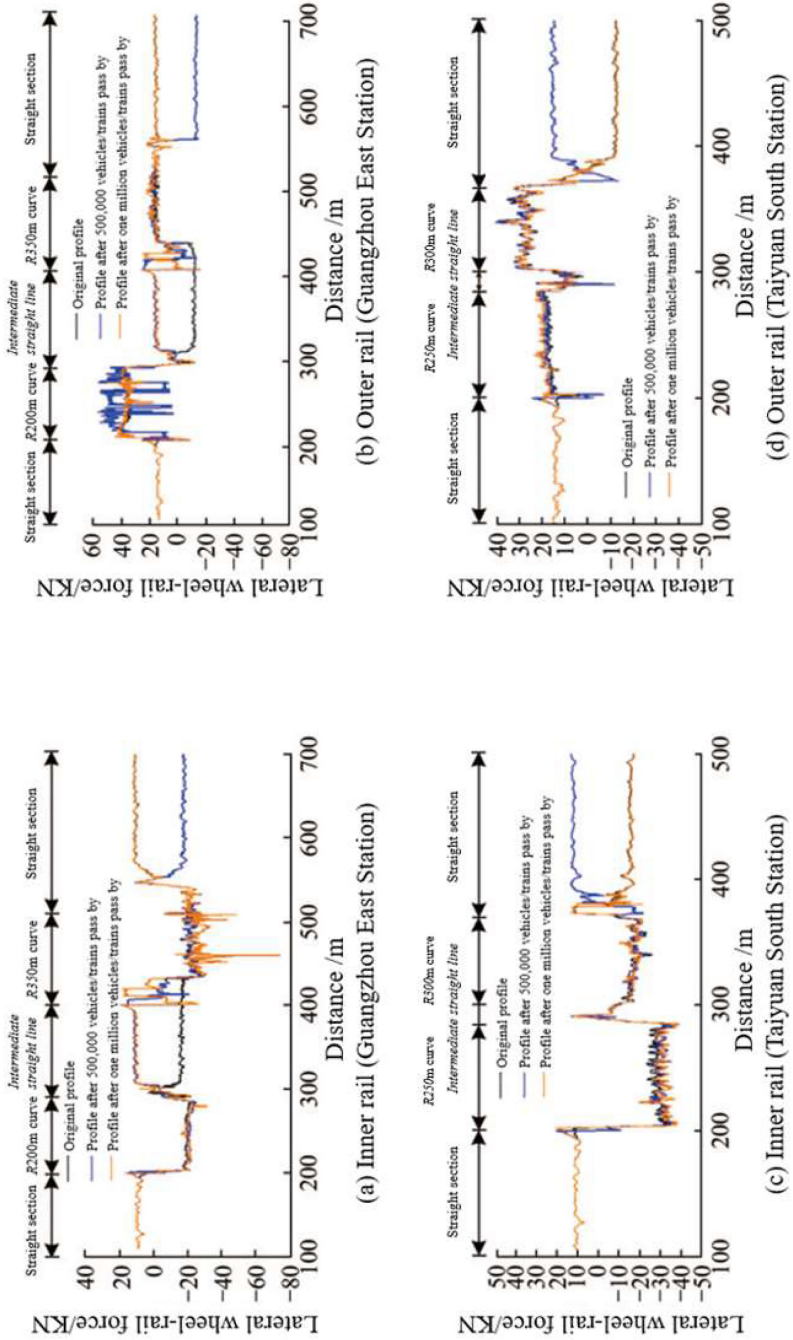 Straight section
R200m curve
Intermediate
straight line
R350m curve
Straight section
Original profile
Profile after 500,000 vehicles/trains pass by
Profile after one million vehicles/trains pass by
Lateral wheel-rail force/KN
40
20
0
−20
−40
−60
−80
100
200
300
400
500
600
700
Distance /m
(a) Inner rail (Guangzhou East Station)
Straight section
R200m curve
Intermediate
straight line
R350m curve
Straight section
Original profile
Profile after 500,000 vehicles/trains pass by
Profile after one million vehicles/trains pass by
Lateral wheel-rail force/KN
60
40
20
0
−20
−40
−60
−80
100
200
300
400
500
600
700
Distance /m
(b) Outer rail (Guangzhou East Station)
Straight section
R250m curve
Intermediate straight line
R300m curve
Straight section
Original profile
Profile after 500,000 vehicles/trains pass by
Profile after one million vehicles/trains pass by
Lateral wheel-rail force/KN
50
40
30
20
10
0
−10
−20
−30
−40
−50
100
200
300
400
500
Distance /m
(c) Inner rail (Taiyuan South Station)
Straight section
R250m curve
Intermediate straight line
R300m curve
Straight section
Original profile
Profile after 500,000 vehicles/trains pass by
Profile after one million vehicles/trains pass by
Lateral wheel-rail force/KN
40
30
20
10
0
−10
−20
−30
−40
−50
100
200
300
400
500
Distance /m
(d) Outer rail (Taiyuan South Station)